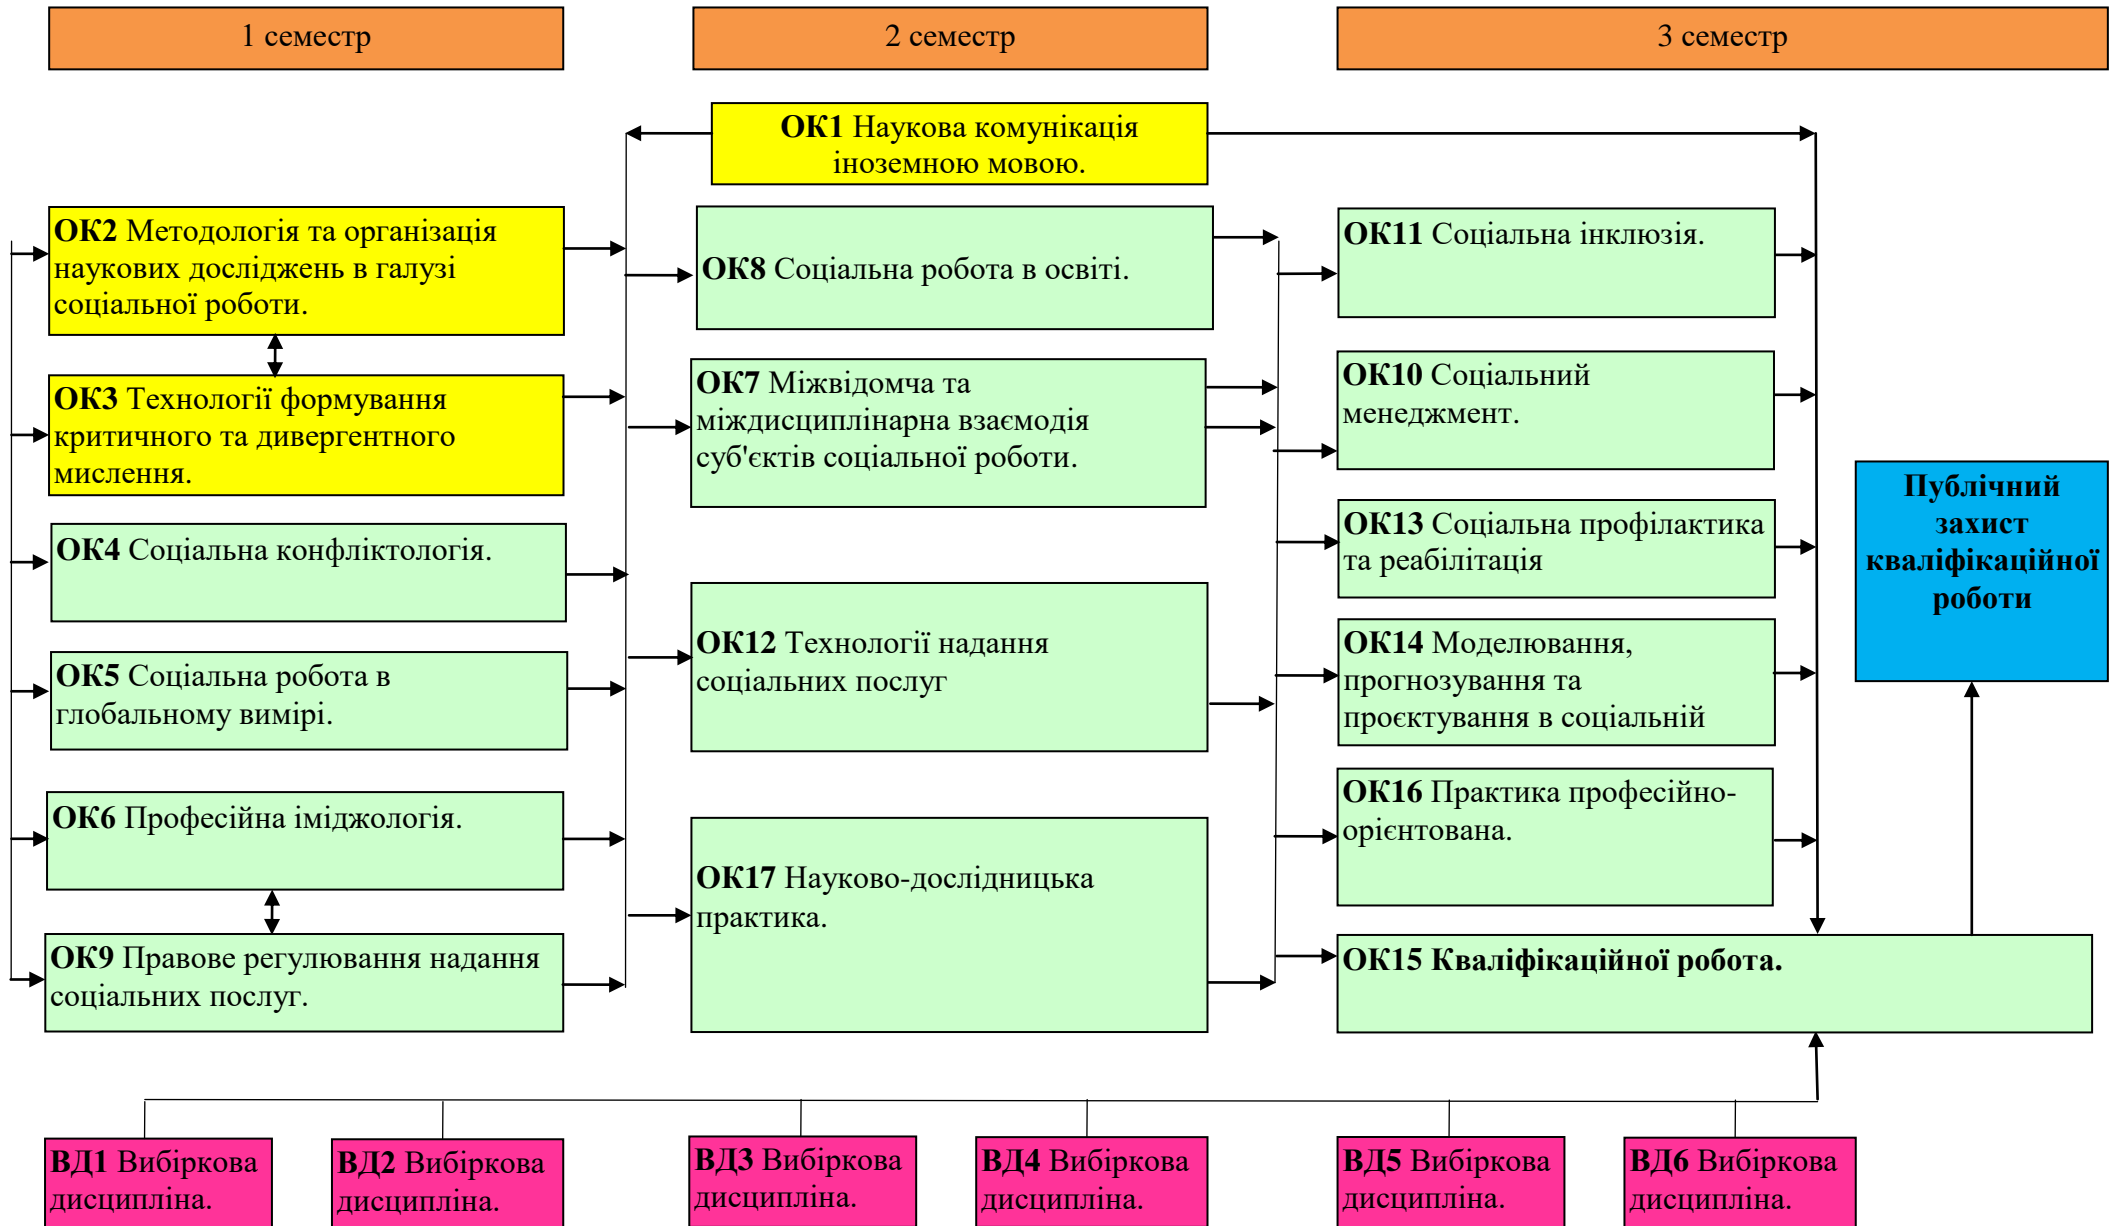 1 семестр
2 семестр
3 семестр
ОК1 Наукова комунікація
іноземною мовою.
ОК2 Методологія та організація
наукових досліджень в галузі
соціальної роботи.
ОК3 Технології формування
критичного та дивергентного
мислення.
ОК4 Соціальна конфліктологія.
ОК5 Соціальна робота в
глобальному вимірі.
ОК6 Професійна іміджологія.
ОК9 Правове регулювання надання
соціальних послуг.
ОК8 Соціальна робота в освіті.
ОК7 Міжвідомча та
міждисциплінарна взаємодія
суб'єктів соціальної роботи.
ОК12 Технології надання
соціальних послуг
ОК17 Науково-дослідницька
практика.
ОК11 Соціальна інклюзія.
ОК10 Соціальний
менеджмент.
ОК13 Соціальна профілактика
та реабілітація
ОК14 Моделювання,
прогнозування та
проєктування в соціальній
ОК16 Практика професійно-
орієнтована.
ОК15 Кваліфікаційної робота.
Публічний
захист
кваліфікаційної
роботи
ВД1 Вибіркова
дисципліна.
ВД2 Вибіркова
дисципліна.
ВД3 Вибіркова
дисципліна.
ВД4 Вибіркова
дисципліна.
ВД5 Вибіркова
дисципліна.
ВД6 Вибіркова
дисципліна.